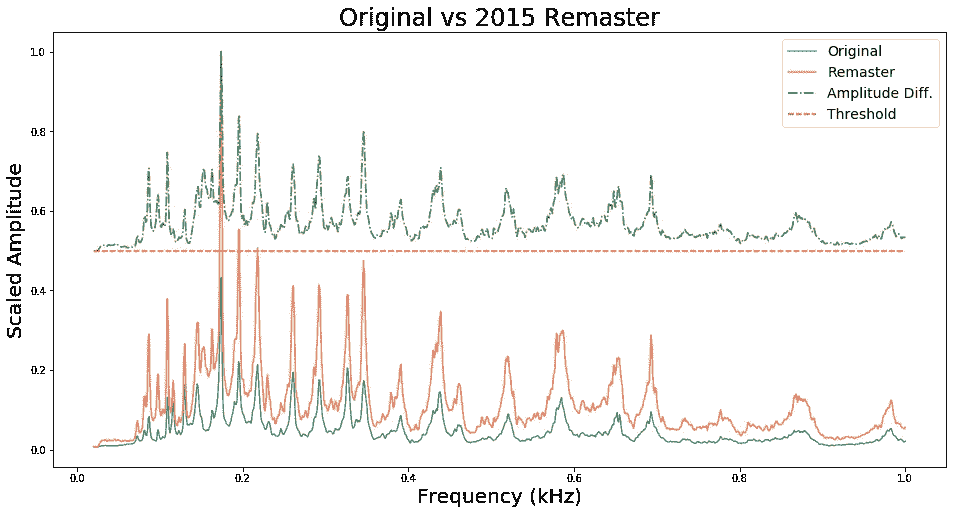 Original vs 2015 Remaster
Original
Remaster
Amplitude Diff.
Threshold
Scaled Amplitude
1.0
0.8
0.6
0.4
0.2
0.0
0.0 0.2 0.4 0.6 0.8 1.0
Frequency (kHz)